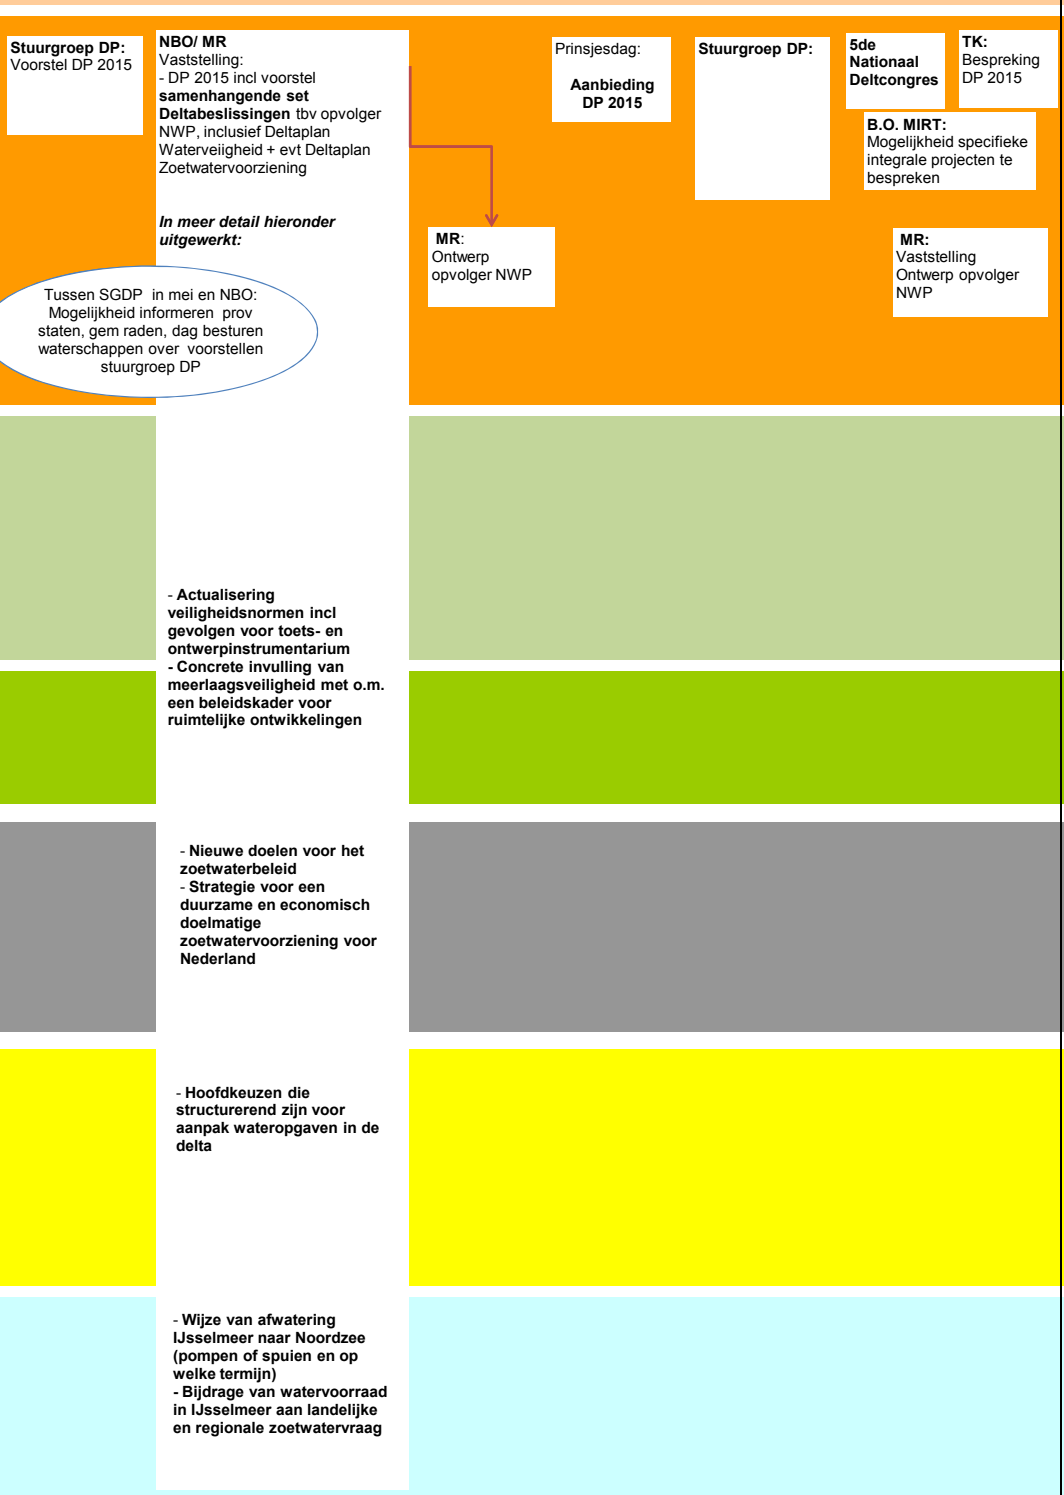 Stuurgroep DP:
Voorstel DP 2015
NBO/ MR
Vaststelling:
- DP 2015 incl voorstel
samenhangende set
Deltabeslissingen tbv opvolger
NWP, inclusief Deltaplan
Waterveiigheid + evt Deltaplan
Zoetwatervoorziening
In meer detail hieronder
uitgewerkt:
Tussen SGDP in mei en NBO:
Mogelijkheid informeren prov
staten, gem raden, dag besturen
waterschappen over voorstellen
stuurgroep DP
MR:
Ontwerp
opvolger NWP
Prinsjesdag:
Aanbieding
DP 2015
Stuurgroep DP:
5de
Nationaal
Deltcongres
TK:
Bespreking
DP 2015
B.O. MIRT:
Mogelijkheid specifieke
integrale projecten te
bespreken
MR:
Vaststelling
Ontwerp opvolger
NWP
- Actualisering
veiligheidsnormen incl
gevolgen voor toets- en
ontwerpinstrumentarium
- Concrete invulling van
meerlaagsveiligheid met o.m.
een beleidskader voor
ruimtelijke ontwikkelingen
- Nieuwe doelen voor het
zoetwaterbeleid
- Strategie voor een
duurzame en economisch
doelmatige
zoetwatervoorziening voor
Nederland
- Hoofdkeuzen die
structurerend zijn voor
aanpak wateropgaven in de
delta
- Wijze van afwatering
IJsselmeer naar Noordzee
(pompen of spuien en op
welke termijn)
- Bijdrage van watervoorraad
in IJsselmeer aan landelijke
en regionale zoetwatervraag